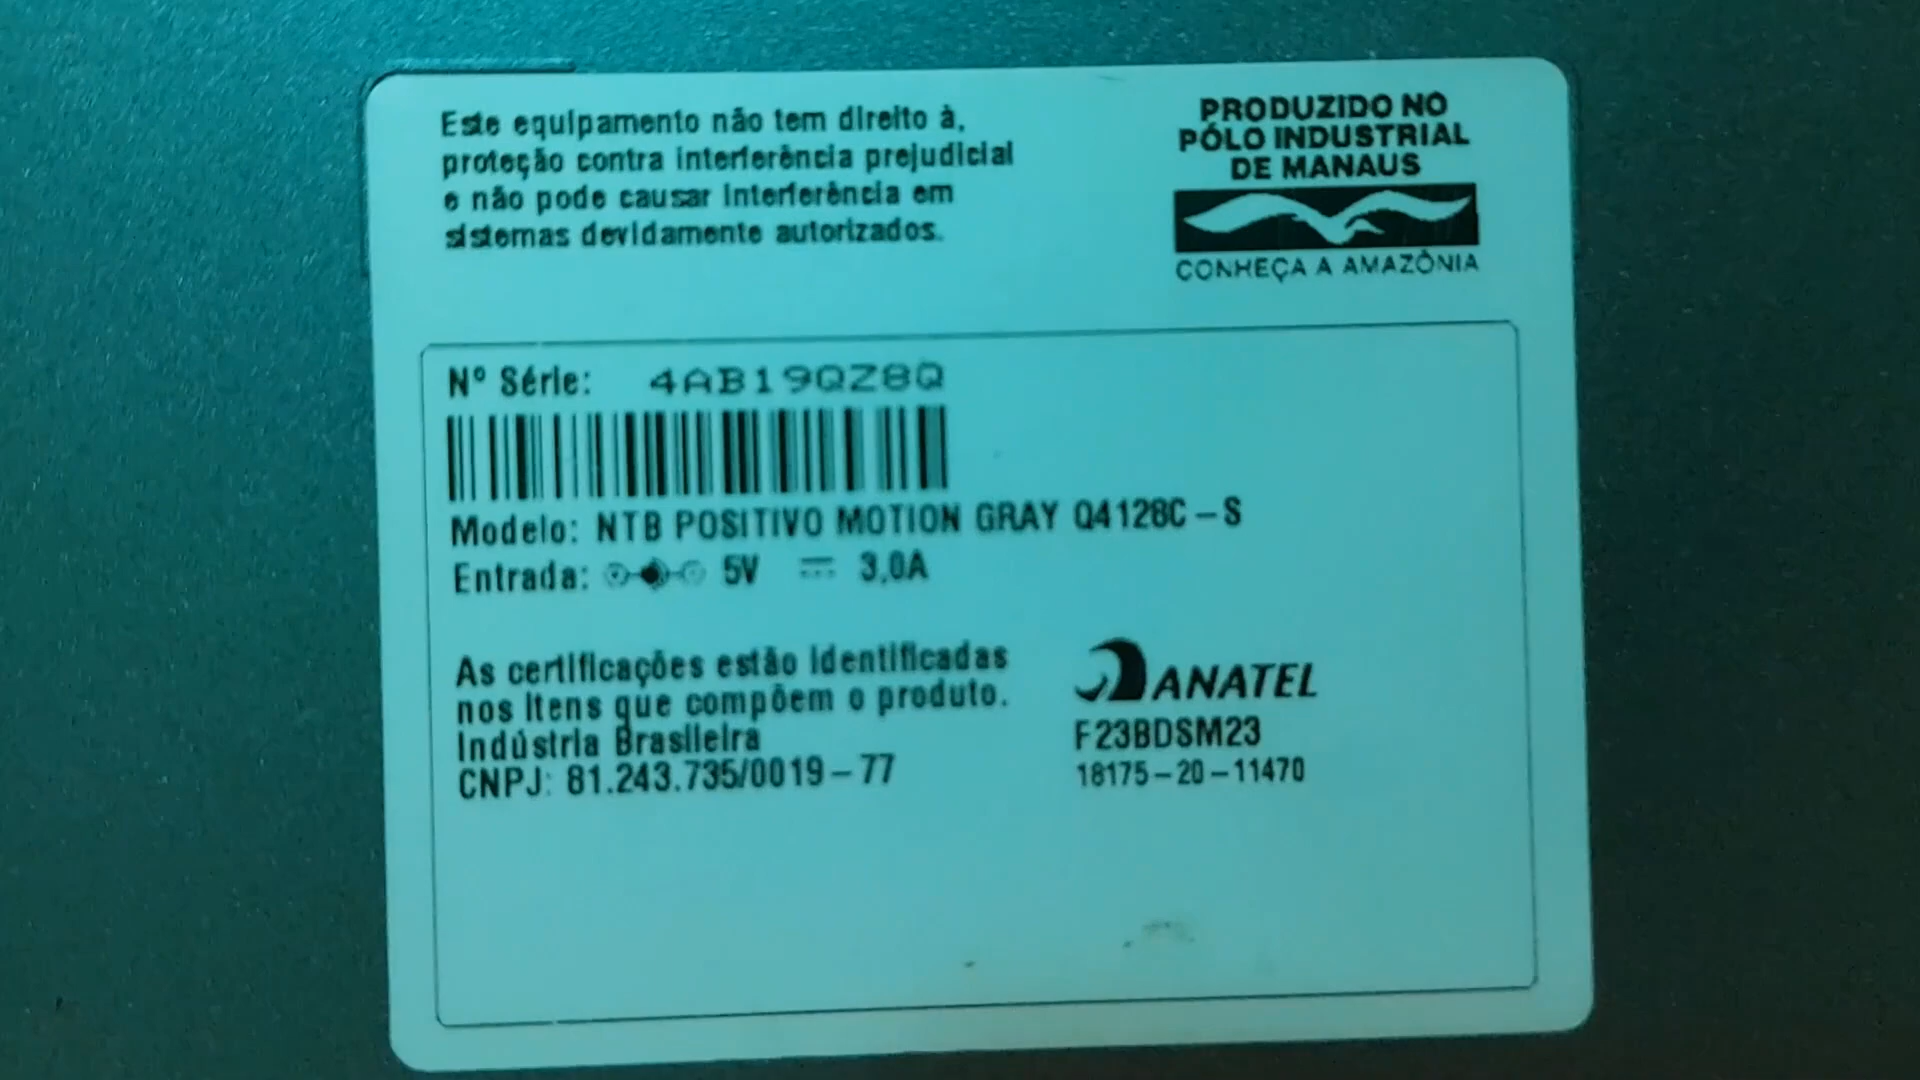 Este equipamento não tem direito à,
proteção contra interferência prejudicial
e não pode causar interferência em
sistemas devidamente autorizados.
PRODUZIDO NO
PÓLO INDUSTRIAL
DE MANAUS
CONHEÇA A AMAZÔNIA
Nº Série: 4AB19QZ8Q
Modelo: NTB POSITIVO MOTION GRAY Q4128C-S
Entrada: 5V 3,0A
As certificações estão identificadas
nos itens que compõem o produto.
Indústria Brasileira
CNPJ: 81.243.735/0019-77
ANATEL
F23BDSM23
18175-20-11470